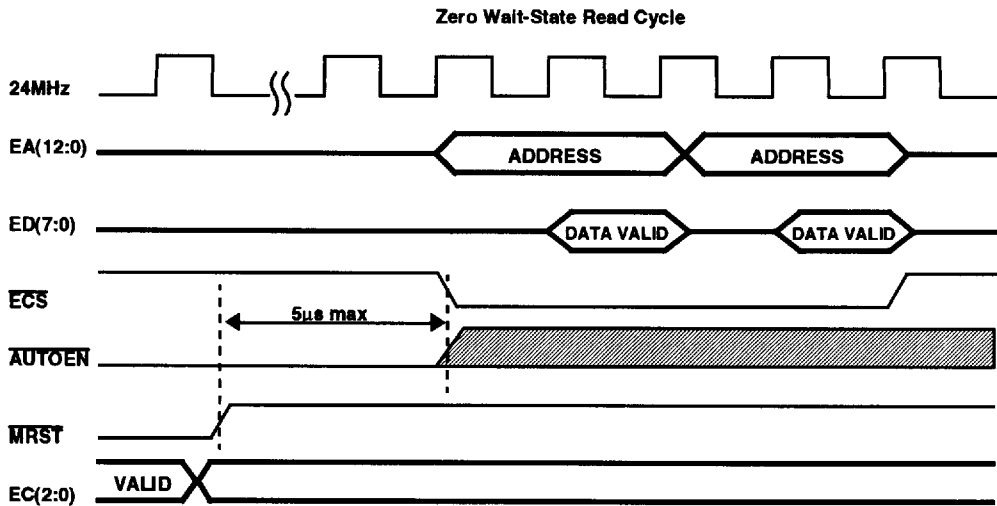 Zero Wait-State Read Cycle
24MHz
EA(12:0) ADDRESS ADDRESS
ED(7:0) DATA VALID DATA VALID
ECS
5µs max
AUTOEN
MRST
EC(2:0) VALID